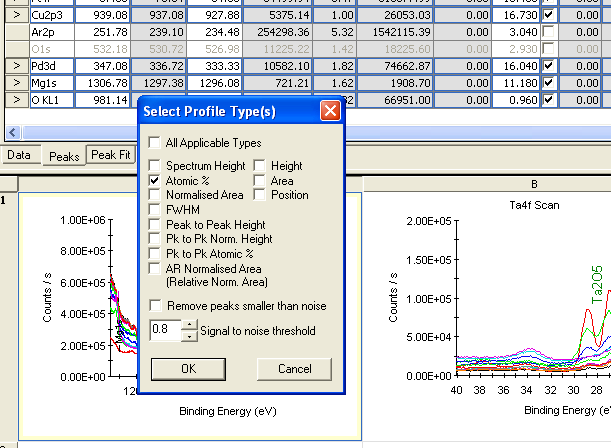 Cu2p3 939.08 937.08 927.88 5375.14 1.00 26053.03 0.00 16.730 0.00
Ar2p 251.78 239.10 234.48 254298.36 5.32 1542115.39 0.00 3.040 0.00
O1s 532.18 530.72 526.98 11225.22 1.42 18225.60 0.00 2.930 0.00
> Pd3d 347.08 336.72 333.33 10582.10 1.82 74662.87 0.00 16.040 0.00
> Mg1s 1306.78 1297.38 1296.08 721.21 1.62 1908.70 0.00 11.180 0.00
> O KL1 981.14 32 66951.00 0.00 0.960 0.00
Select Profile Type(s)
All Applicable Types
Spectrum Height Height
Atomic % Area
Normalised Area Position
FWHM
Peak to Peak Height
Pk to Pk Norm. Height
Pk to Pk Atomic %
AR Normalised Area
(Relative Norm. Area)
Remove peaks smaller than noise
0.8 Signal to noise threshold
OK Cancel
Data Peaks Peak Fit
1
1.00E+06
8.00E+05
6.00E+05
4.00E+05
2.00E+05
0.00E+00
Counts / s
Binding Energy (eV)
B
Ta4f Scan
2.00E+05
1.50E+05
1.00E+05
5.00E+04
0.00E+00
Counts / s
Ta2O5
40 38 36 34 32 30 28 26
Binding Energy (e